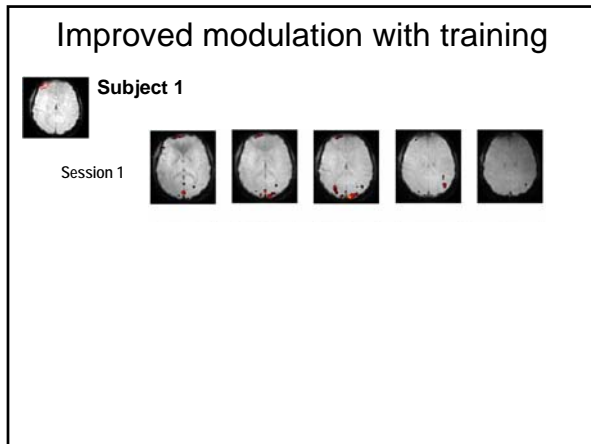 Improved modulation with training
Subject 1
Session 1